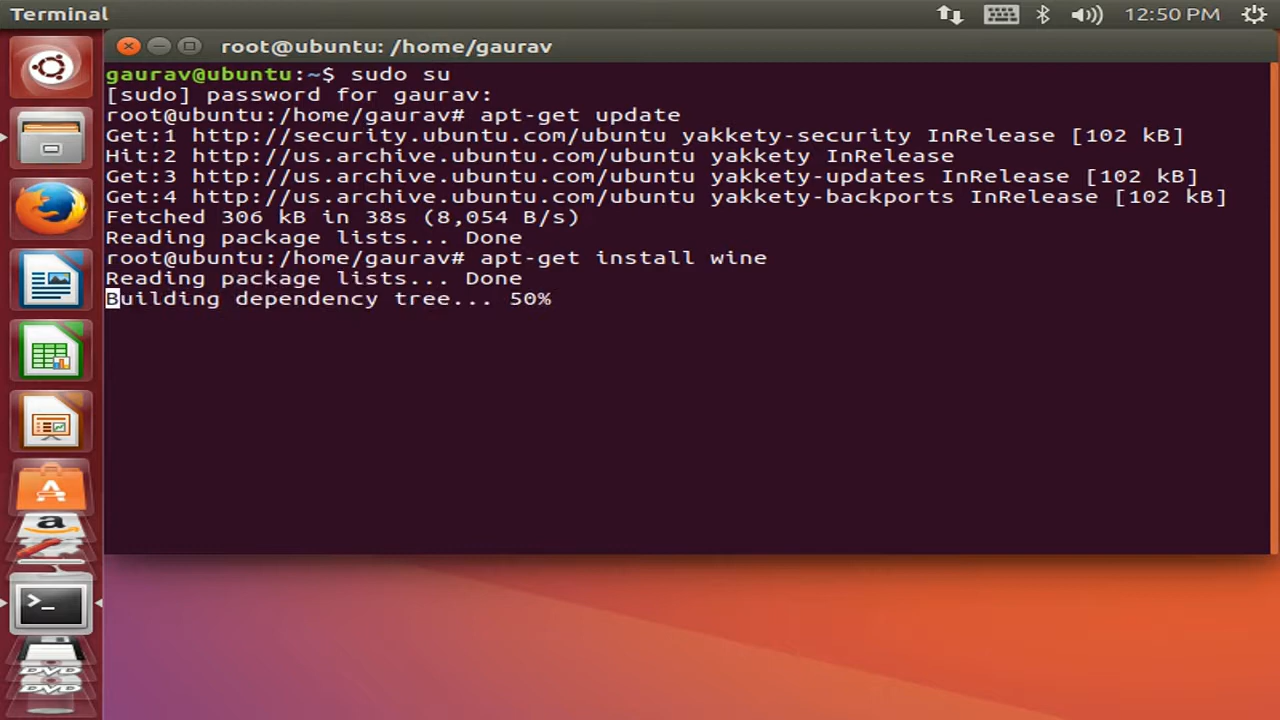 Terminal
12:50 PM
root@ubuntu: /home/gaurav
gaurav@ubuntu:~$ sudo su
[sudo] password for gaurav:
root@ubuntu:/home/gaurav# apt-get update
Get:1 http://security.ubuntu.com/ubuntu yakkety-security InRelease [102 kB]
Hit:2 http://us.archive.ubuntu.com/ubuntu yakkety InRelease
Get:3 http://us.archive.ubuntu.com/ubuntu yakkety-updates InRelease [102 kB]
Get:4 http://us.archive.ubuntu.com/ubuntu yakkety-backports InRelease [102 kB]
Fetched 306 kB in 38s (8,054 B/s)
Reading package lists... Done
root@ubuntu:/home/gaurav# apt-get install wine
Reading package lists... Done
Building dependency tree... 50%
A
a
>_
DVD
DVD